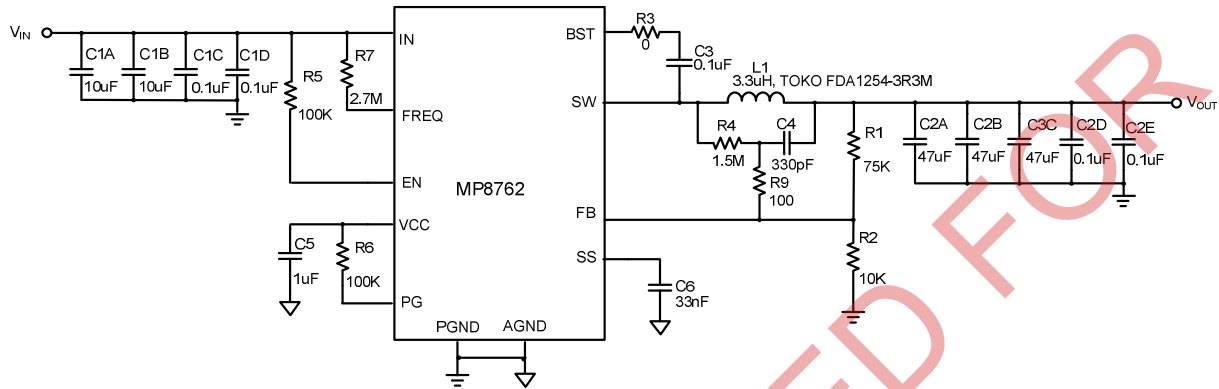 VIN
C1A
10uF
C1B
10uF
C1C
0.1uF
C1D
0.1uF
R5
100K
R7
2.7M
IN
FREQ
EN
VCC
PG
PGND
AGND
MP8762
BST
SW
FB
SS
C5
1uF
R6
100K
R3
0
C3
0.1uF
L1
3.3uH, TOKO FDA1254-3R3M
R4
1.5M
C4
330pF
R9
100
R1
75K
R2
10K
C6
33nF
C2A
47uF
C2B
47uF
C3C
47uF
C2D
0.1uF
C2E
0.1uF
VOUT
ED FOR